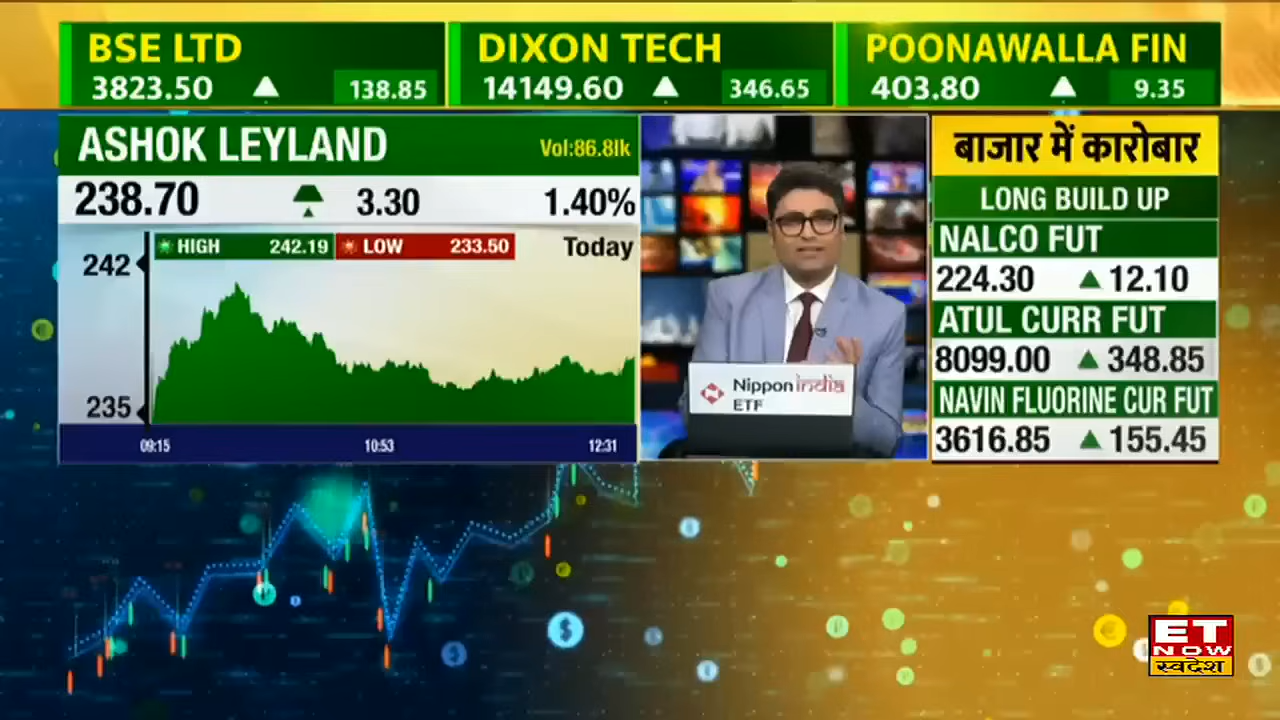 BSE LTD
3823.50 ▲ 138.85
DIXON TECH
14149.60 ▲ 346.65
POONAWALLA FIN
403.80 ▲ 9.35
ASHOK LEYLAND Vol:86.8lk
238.70 ▲ 3.30 1.40%
HIGH 242.19 LOW 233.50 Today
242
235
09:15 10:53 12:31
Nippon india
ETF
बाजार में कारोबार
LONG BUILD UP
NALCO FUT
224.30 ▲ 12.10
ATUL CURR FUT
8099.00 ▲ 348.85
NAVIN FLUORINE CUR FUT
3616.85 ▲ 155.45
ET
NOW
स्वदेश